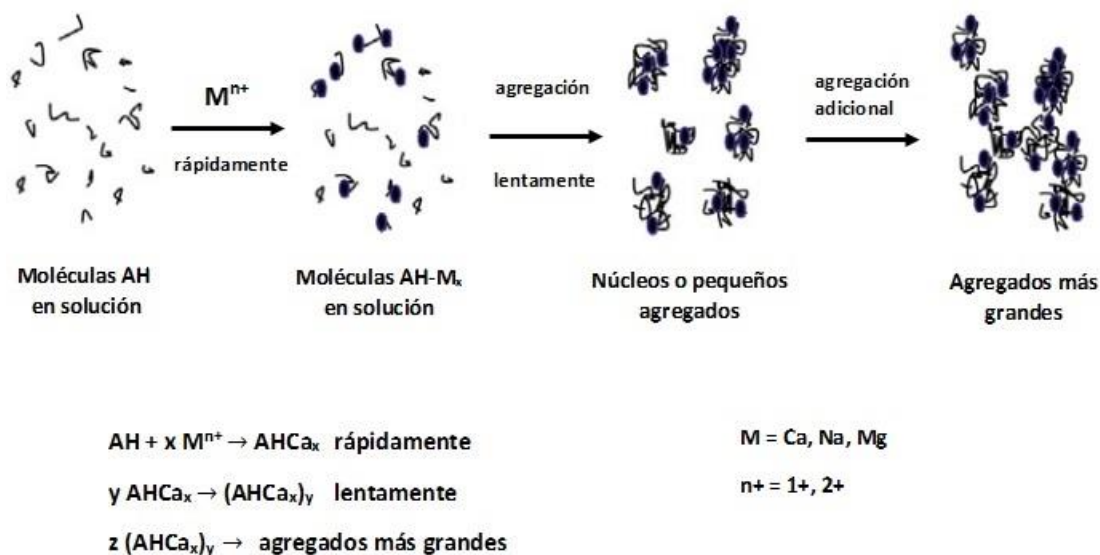 Mⁿ⁺
rápidamente
agregación
lentamente
agregación
adicional
Moléculas AH
en solución
Moléculas AH-Mₓ
en solución
Núcleos o pequeños
agregados
Agregados más
grandes
AH + x Mⁿ⁺ → AHCaₓ rápidamente
y AHCaₓ → (AHCaₓ)ᵧ lentamente
z (AHCaₓ)ᵧ → agregados más grandes
M = Ca, Na, Mg
n+ = 1+, 2+